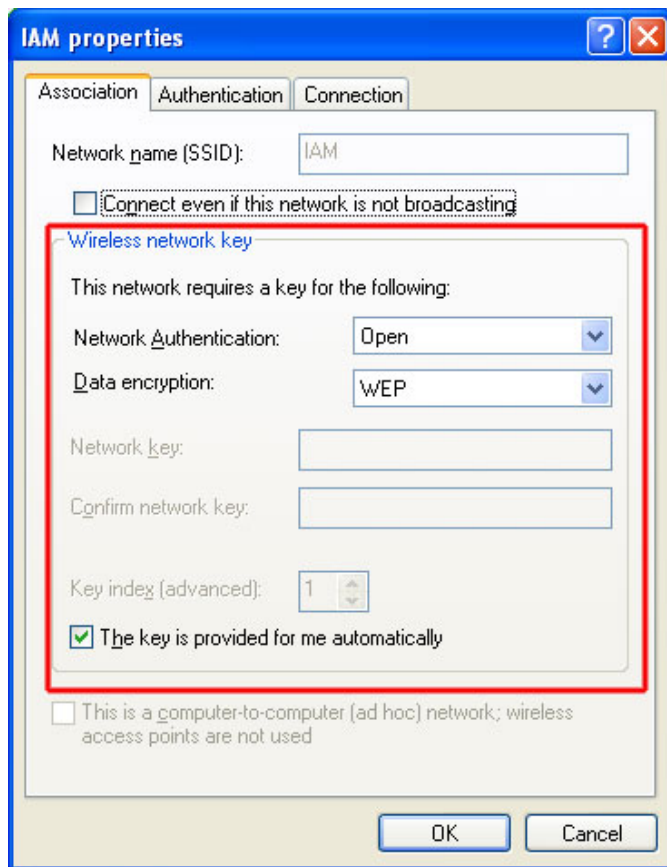 IAM properties
Association Authentication Connection
Network name (SSID): IAM
Connect even if this network is not broadcasting
Wireless network key
This network requires a key for the following:
Network Authentication: Open
Data encryption: WEP
Network key:
Confirm network key:
Key index (advanced): 1
The key is provided for me automatically
This is a computer-to-computer (ad hoc) network; wireless
access points are not used
OK Cancel